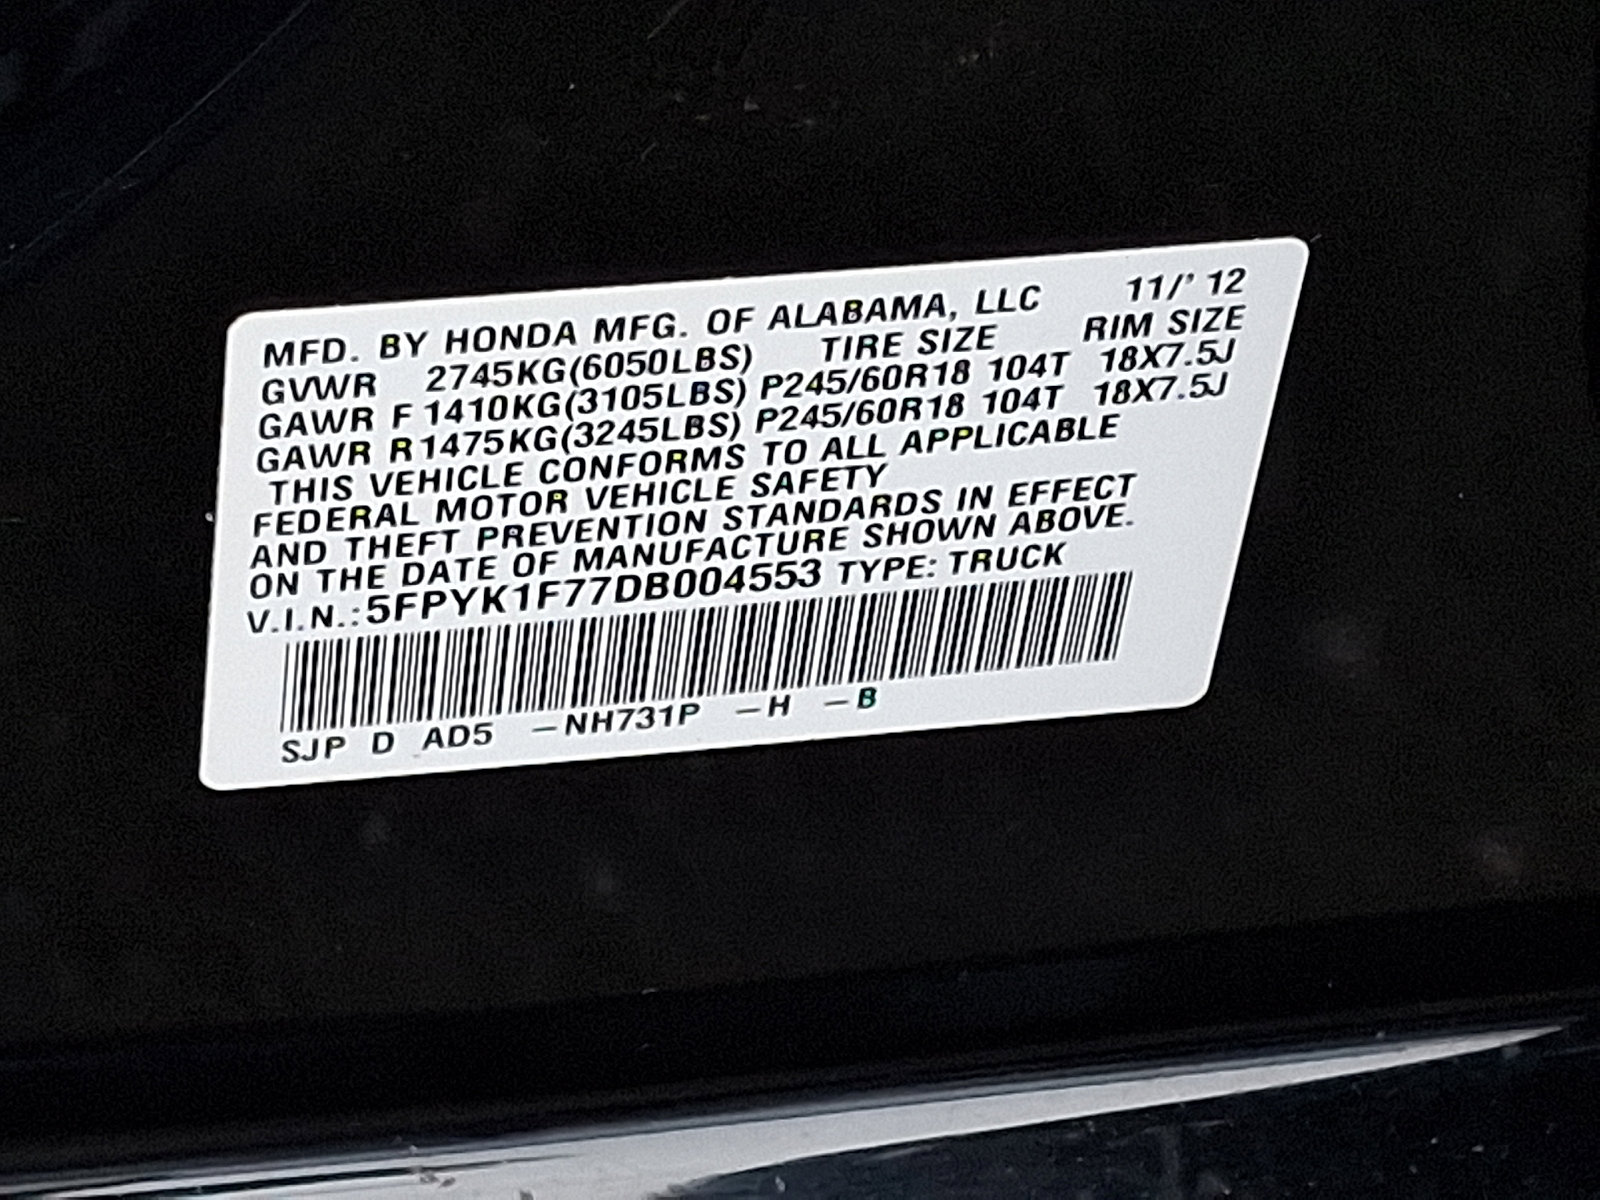 MFD. BY HONDA MFG. OF ALABAMA, LLC 11/' 12
GVWR 2745KG(6050LBS) TIRE SIZE RIM SIZE
GAWR F 1410KG(3105LBS) P245/60R18 104T 18X7.5J
GAWR R 1475KG(3245LBS) P245/60R18 104T 18X7.5J
THIS VEHICLE CONFORMS TO ALL APPLICABLE
FEDERAL MOTOR VEHICLE SAFETY
AND THEFT PREVENTION STANDARDS IN EFFECT
ON THE DATE OF MANUFACTURE SHOWN ABOVE.
V.I.N.: 5FPYK1F77DB004553 TYPE: TRUCK
SJP D AD5 -NH731P -H -B